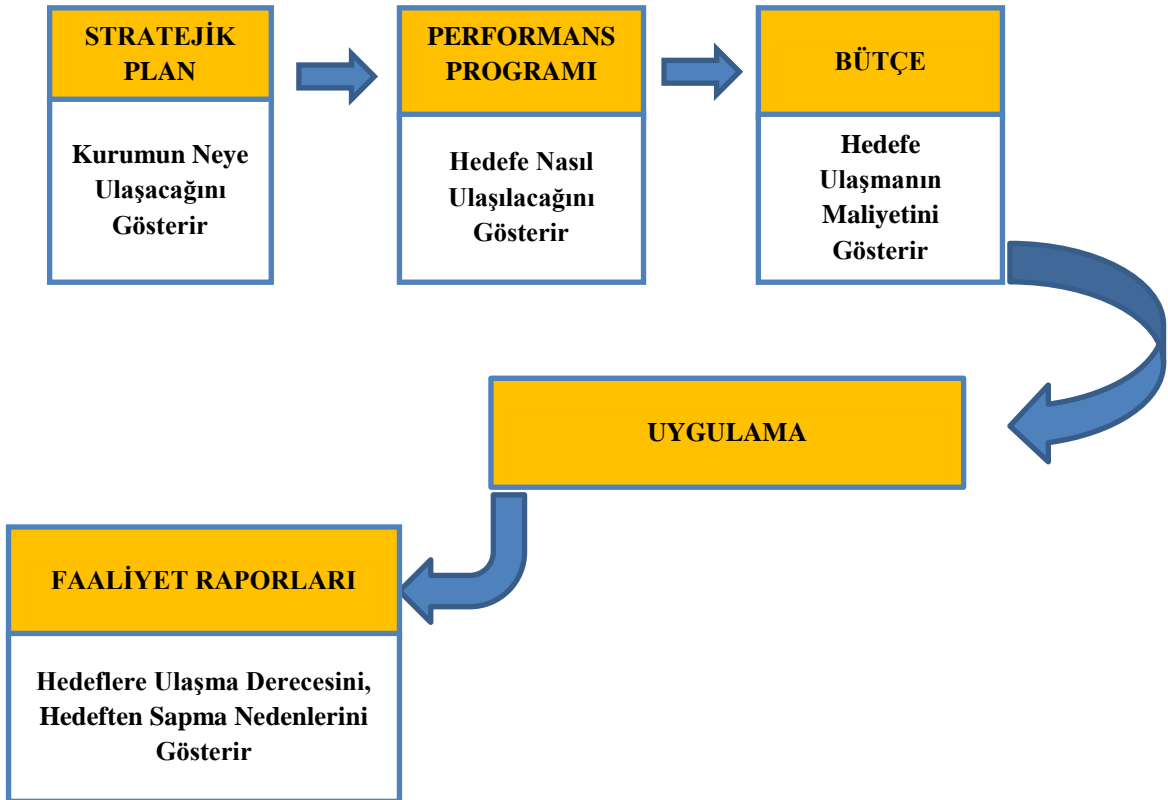 STRATEJİK
PLAN
Kurumun Neye
Ulaşacağını
Gösterir
PERFORMANS
PROGRAMI
Hedefe Nasıl
Ulaşılacağını
Gösterir
BÜTÇE
Hedefe
Ulaşmanın
Maliyetini
Gösterir
UYGULAMA
FAALİYET RAPORLARI
Hedeflere Ulaşma Derecesini,
Hedeften Sapma Nedenlerini
Gösterir